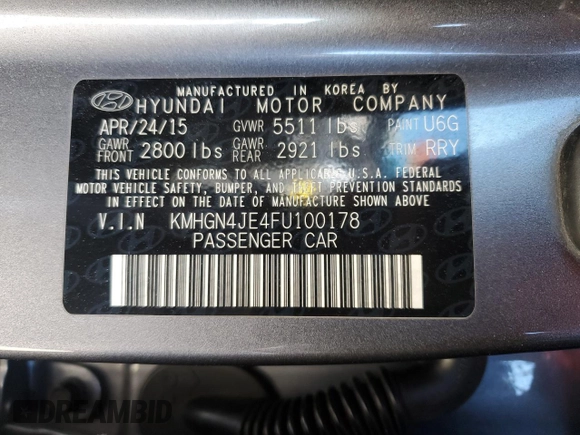 MANUFACTURED IN KOREA BY
HYUNDAI MOTOR COMPANY
APR/24/15 GVWR 5511 lbs PAINT U6G
GAWR FRONT 2800 lbs GAWR REAR 2921 lbs TRIM RRY
THIS VEHICLE CONFORMS TO ALL APPLICABLE U.S.A. FEDERAL
MOTOR VEHICLE SAFETY, BUMPER, AND THEFT PREVENTION STANDARDS
IN EFFECT ON THE DATE OF MANUFACTURE SHOWN ABOVE
V.I.N KMHGN4JE4FU100178
PASSENGER CAR
DREAMBID